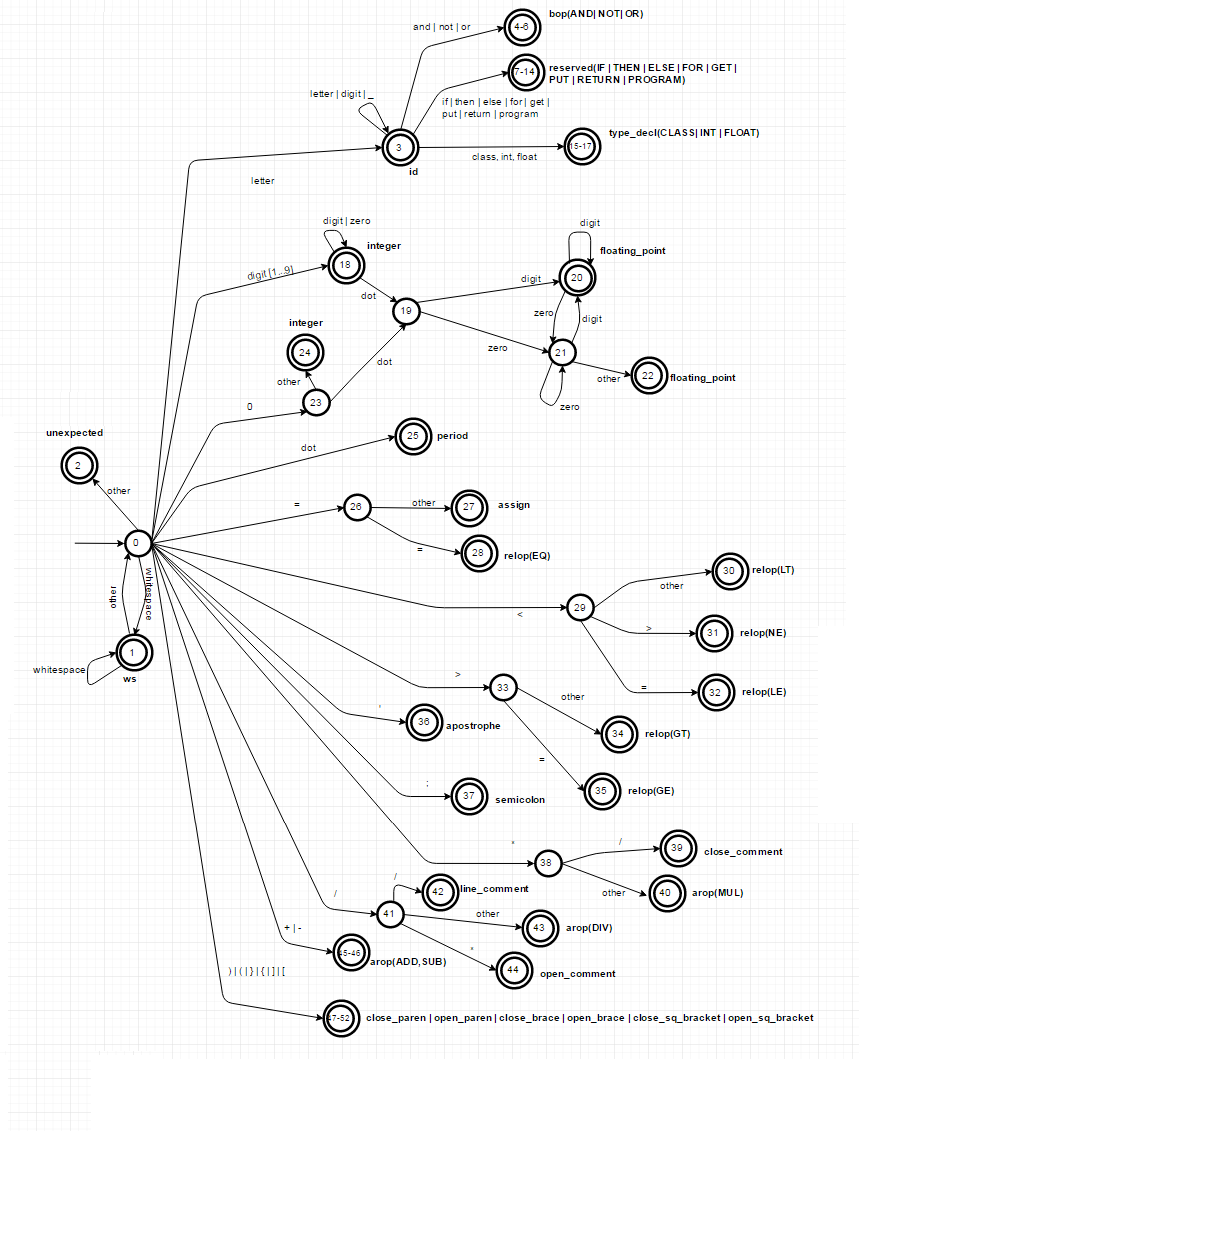 bop(AND| NOT| OR)
and | not | or
4-6
7-14
reserved(IF | THEN | ELSE | FOR | GET |
PUT | RETURN | PROGRAM)
letter | digit | _
if | then | else | for | get |
put | return | program
type_decl(CLASS| INT | FLOAT)
3
15-17
class, int, float
id
letter
digit | zero
digit
integer
floating_point
18
digit [1...9]
20
digit
dot
19
zero
digit
integer
zero
24
dot
21
other
22
floating_point
other
23
zero
0
unexpected
25
period
dot
2
other
=
26
other
27
assign
0
=
28
relop(EQ)
other
whitespace
30
relop(LT)
other
29
<
>
31
relop(NE)
1
whitespace
ws
>
33
=
32
relop(LE)
other
'
36
apostrophe
34
relop(GT)
=
;
37
semicolon
35
relop(GE)
*
/
39
close_comment
38
/
42
line_comment
other
40
arop(MUL)
/
41
other
43
arop(DIV)
+ | -
*
45-46
arop(ADD,SUB)
) | ( | } | { | ] | [
44
open_comment
47-52
close_paren | open_paren | close_brace | open_brace | close_sq_bracket | open_sq_bracket